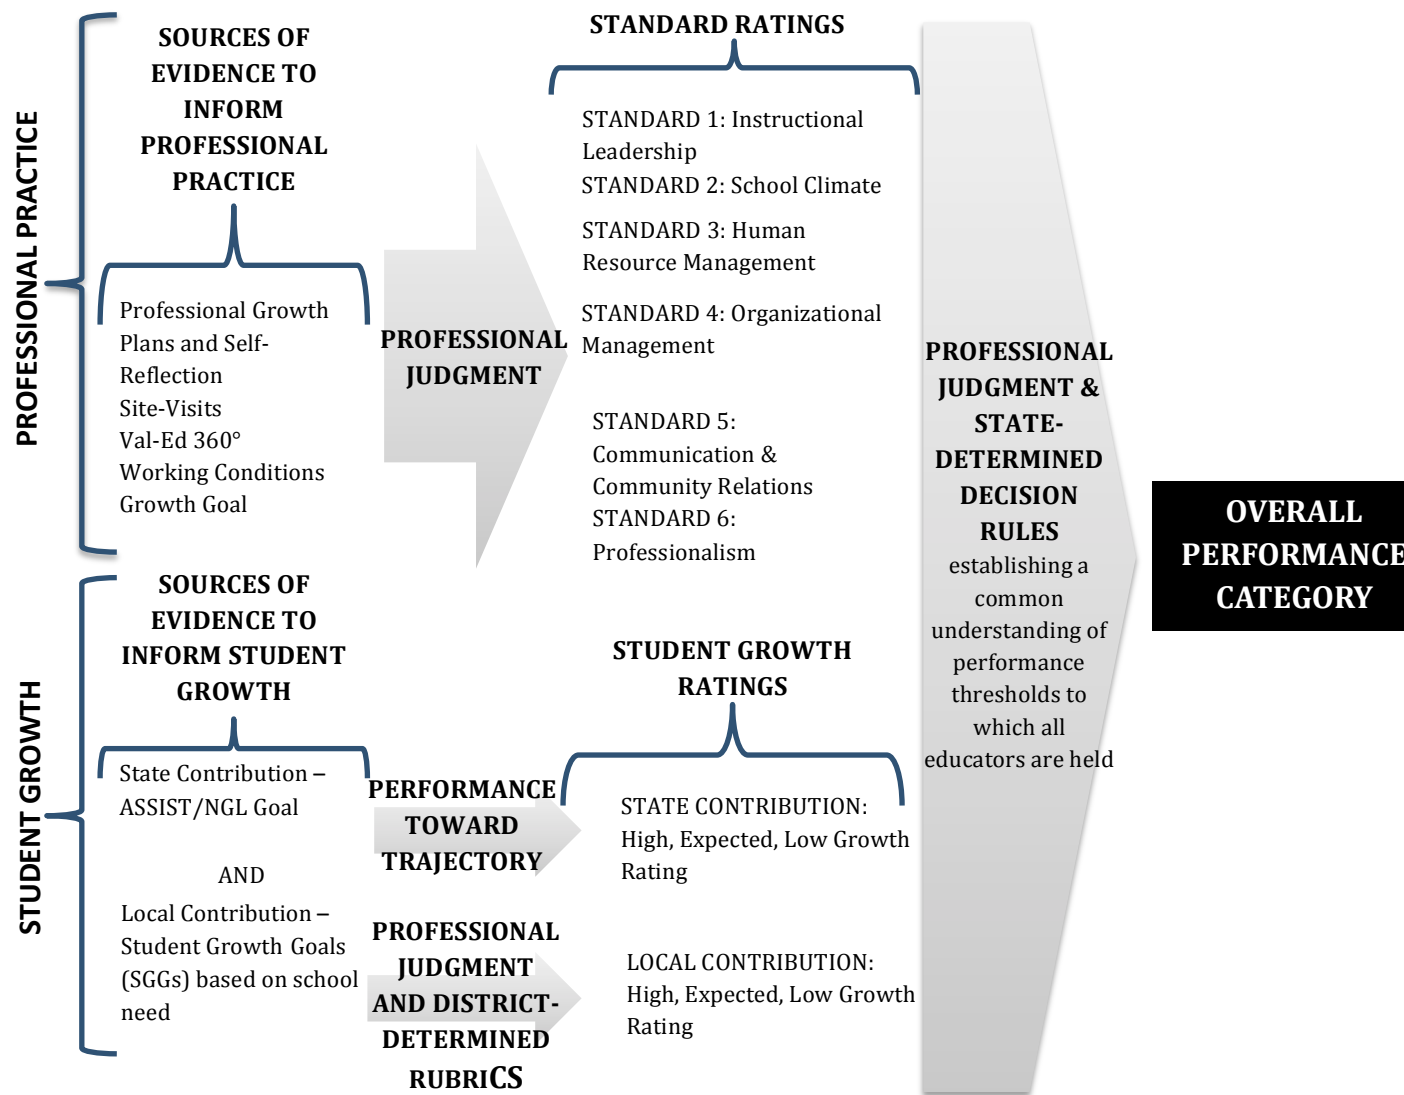 PROFESSIONAL PRACTICE
SOURCES OF
EVIDENCE TO
INFORM
PROFESSIONAL
PRACTICE
Professional Growth
Plans and Self-
Reflection
Site-Visits
Val-Ed 360°
Working Conditions
Growth Goal
PROFESSIONAL
JUDGMENT
STANDARD RATINGS
STANDARD 1: Instructional
Leadership
STANDARD 2: School Climate
STANDARD 3: Human
Resource Management
STANDARD 4: Organizational
Management
STANDARD 5:
Communication &
Community Relations
STANDARD 6:
Professionalism
STUDENT GROWTH
SOURCES OF
EVIDENCE TO
INFORM STUDENT
GROWTH
State Contribution –
ASSIST/NGL Goal
AND
Local Contribution –
Student Growth Goals
(SGGs) based on school
need
PERFORMANCE
TOWARD
TRAJECTORY
PROFESSIONAL
JUDGMENT
AND DISTRICT-
DETERMINED
RUBRICS
STUDENT GROWTH
RATINGS
STATE CONTRIBUTION:
High, Expected, Low Growth
Rating
LOCAL CONTRIBUTION:
High, Expected, Low Growth
Rating
PROFESSIONAL
JUDGMENT &
STATE-
DETERMINED
DECISION
RULES
establishing a
common
understanding of
performance
thresholds to
which all
educators are held
OVERALL
PERFORMANCE
CATEGORY